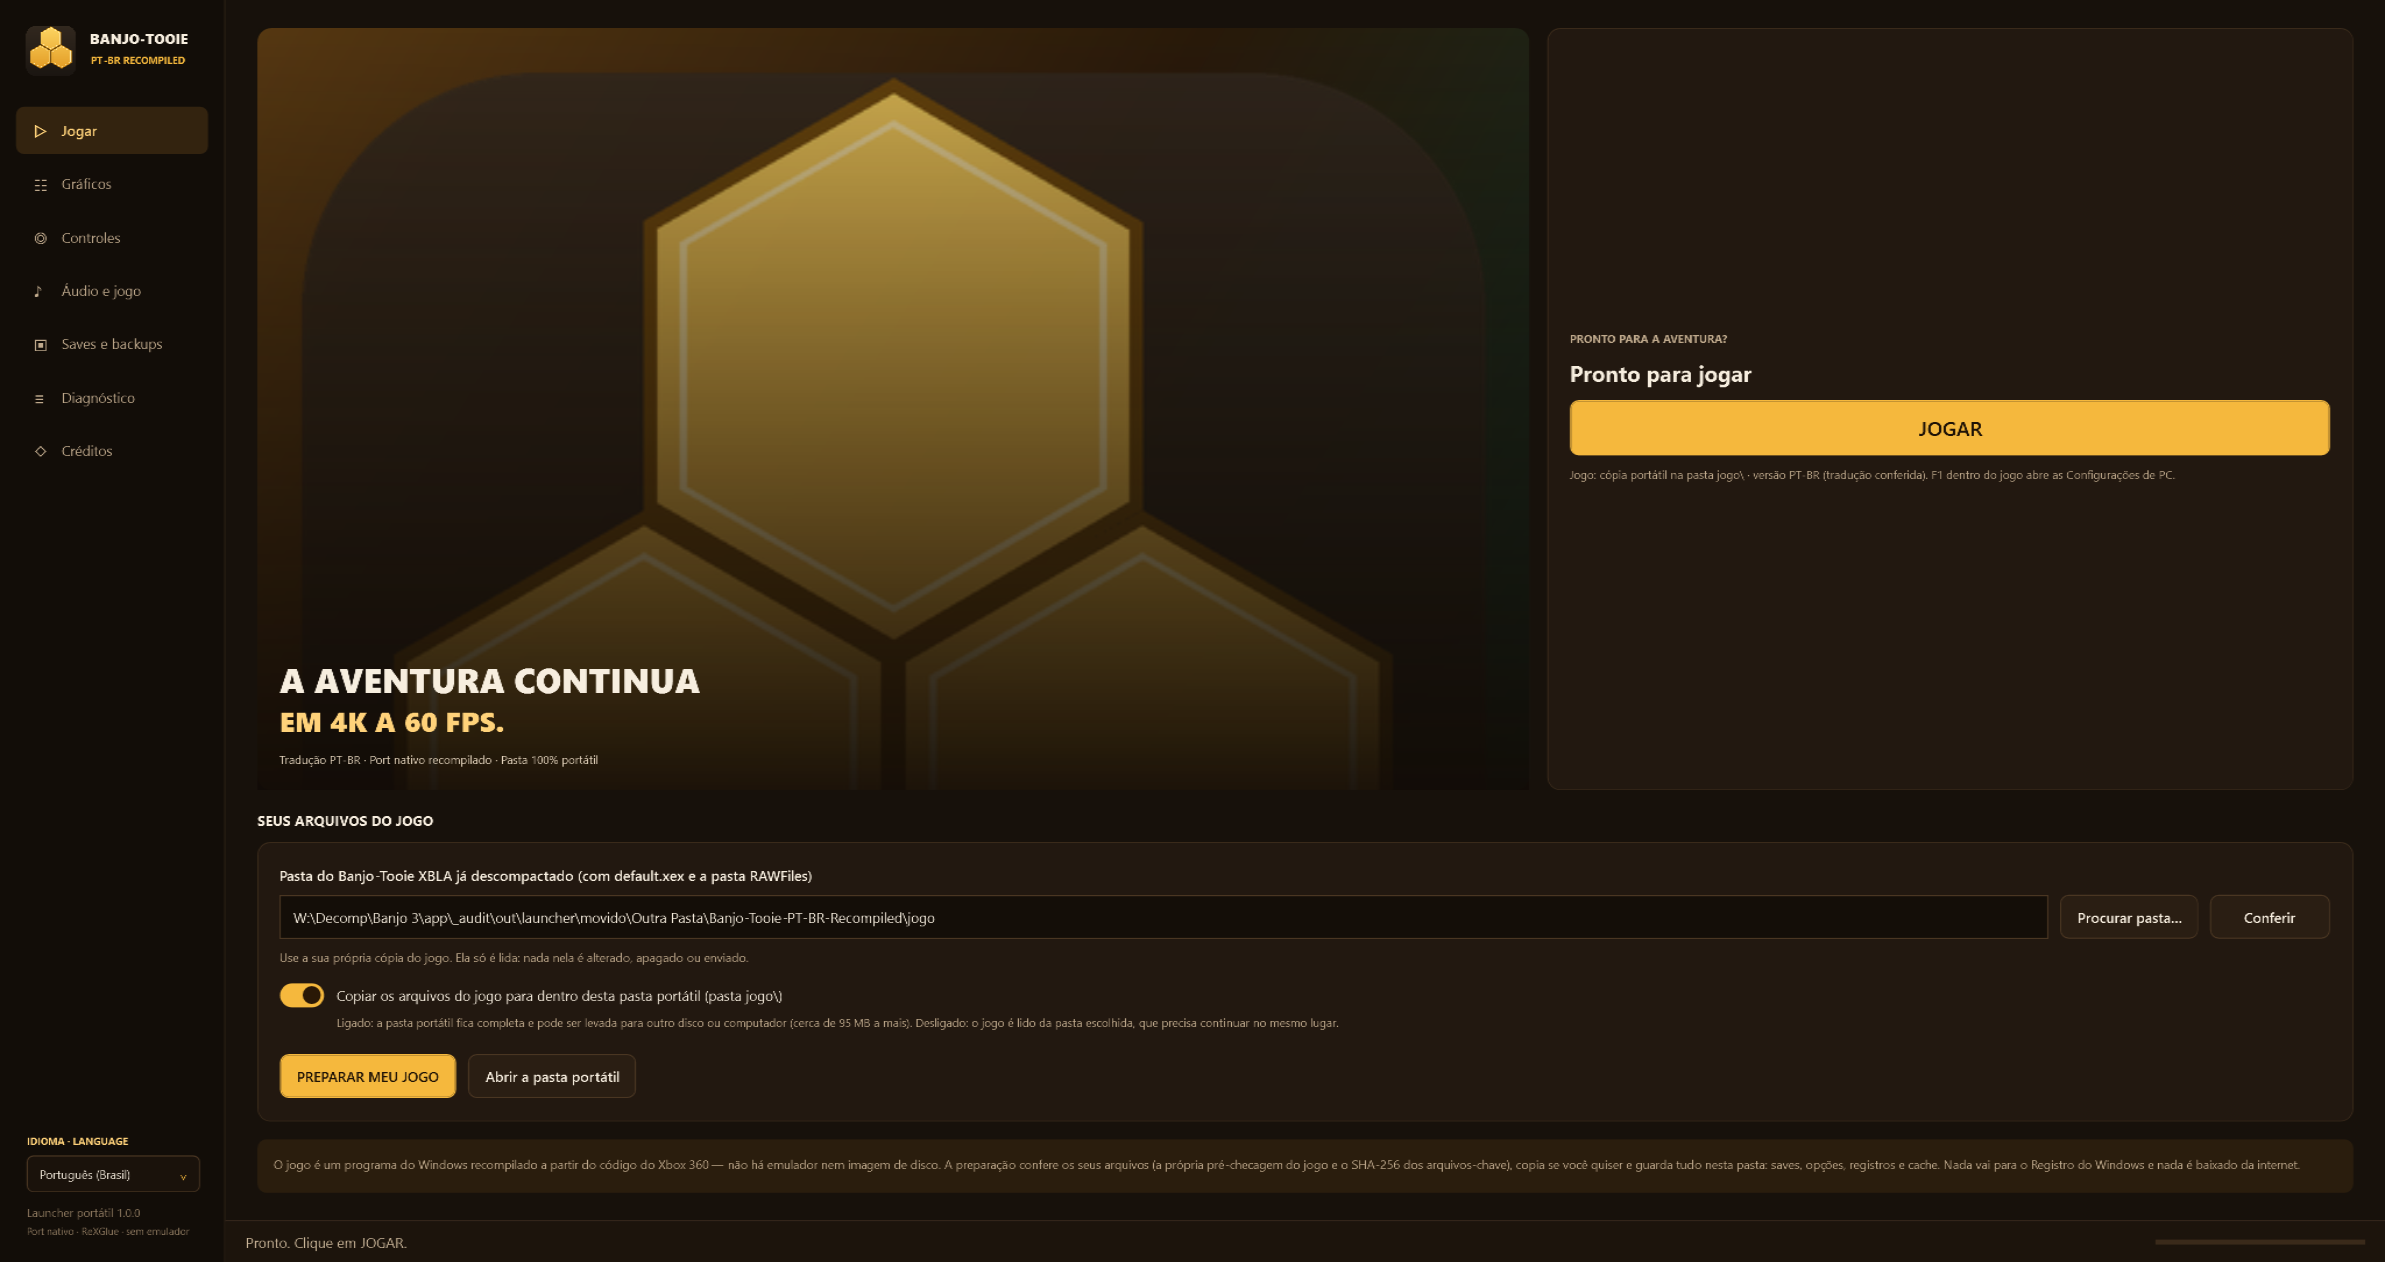 BANJO-TOOIE
PT-BR RECOMPILED
Jogar
Gráficos
Controles
Áudio e jogo
Saves e backups
Diagnóstico
Créditos
IDIOMA · LANGUAGE
Português (Brasil)
Launcher portátil 1.0.0
Port nativo · ReXGlue · sem emulador
A AVENTURA CONTINUA
EM 4K A 60 FPS.
Tradução PT-BR · Port nativo recompilado · Pasta 100% portátil
PRONTO PARA A AVENTURA?
Pronto para jogar
JOGAR
Jogo: cópia portátil na pasta jogo\ · versão PT-BR (tradução conferida). F1 dentro do jogo abre as Configurações de PC.
SEUS ARQUIVOS DO JOGO
Pasta do Banjo-Tooie XBLA já descompactado (com default.xex e a pasta RAWFiles)
W:\Decomp\Banjo 3\app\_audit\out\launcher\movido\Outra Pasta\Banjo-Tooie-PT-BR-Recompiled\jogo
Procurar pasta...
Conferir
Use a sua própria cópia do jogo. Ela só é lida: nada nela é alterado, apagado ou enviado.
Copiar os arquivos do jogo para dentro desta pasta portátil (pasta jogo\)
Ligado: a pasta portátil fica completa e pode ser levada para outro disco ou computador (cerca de 95 MB a mais). Desligado: o jogo é lido da pasta escolhida, que precisa continuar no mesmo lugar.
PREPARAR MEU JOGO
Abrir a pasta portátil
O jogo é um programa do Windows recompilado a partir do código do Xbox 360 — não há emulador nem imagem de disco. A preparação confere os seus arquivos (a própria pré-checagem do jogo e o SHA-256 dos arquivos-chave), copia se você quiser e guarda tudo nesta pasta: saves, opções, registros e cache. Nada vai para o Registro do Windows e nada é baixado da internet.
Pronto. Clique em JOGAR.